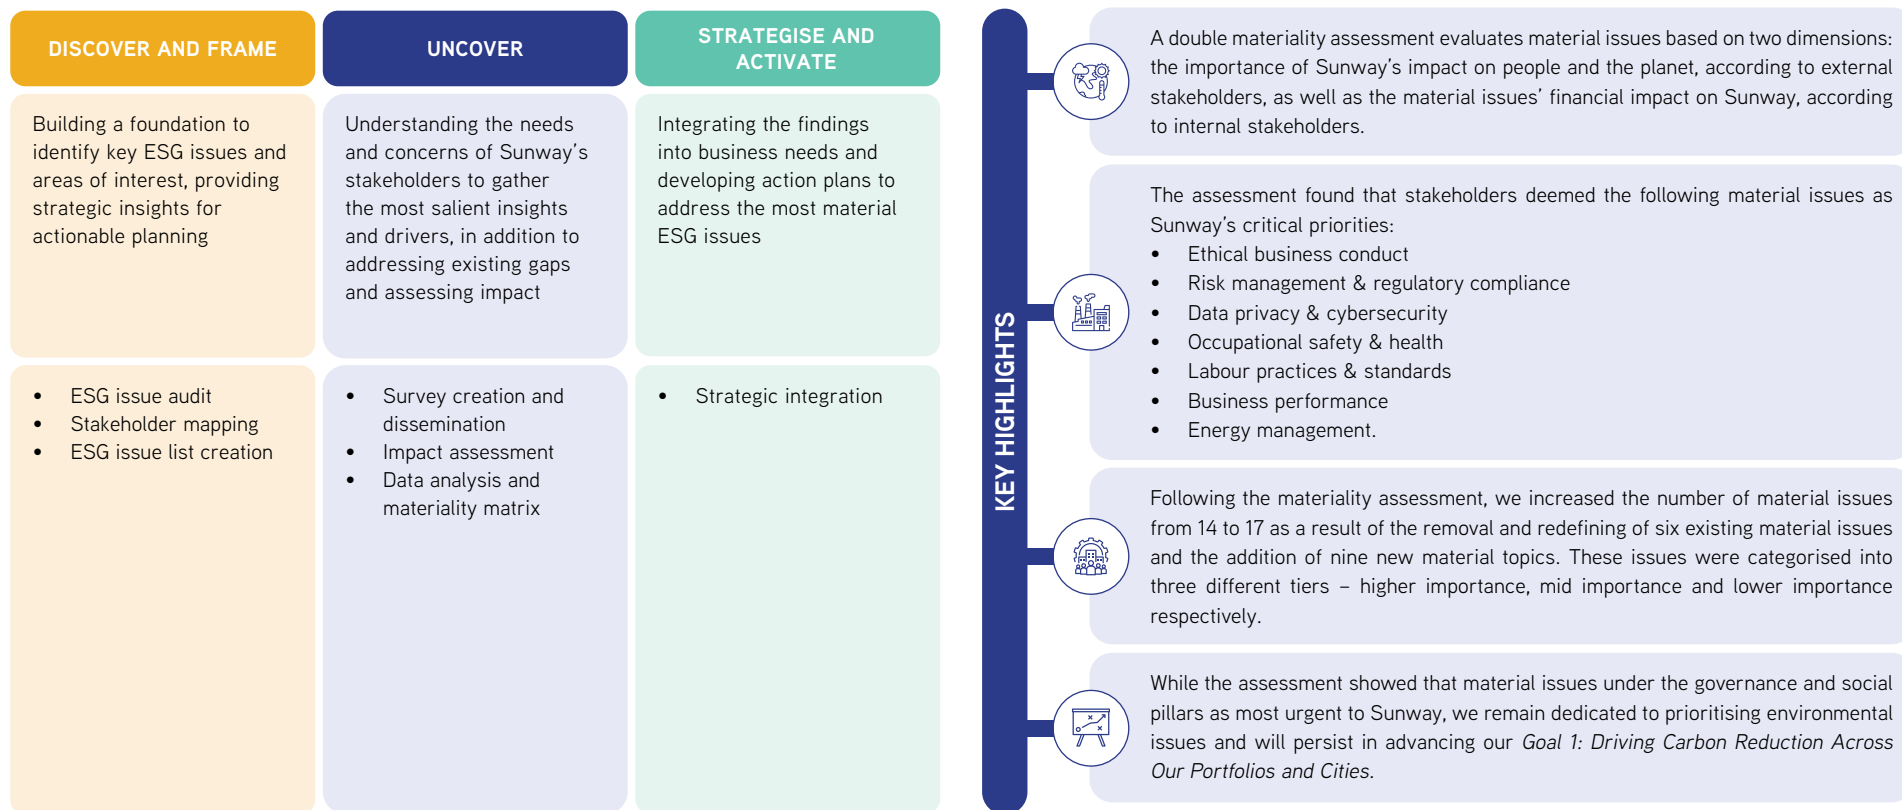 DISCOVER AND FRAME
Building a foundation to
identify key ESG issues and
areas of interest, providing
strategic insights for
actionable planning
• ESG issue audit
• Stakeholder mapping
• ESG issue list creation
UNCOVER
Understanding the needs
and concerns of Sunway's
stakeholders to gather
the most salient insights
and drivers, in addition to
addressing existing gaps
and assessing impact
• Survey creation and
dissemination
• Impact assessment
• Data analysis and
materiality matrix
STRATEGISE AND
ACTIVATE
Integrating the findings
into business needs and
developing action plans to
address the most material
ESG issues
• Strategic integration
KEY HIGHLIGHTS
A double materiality assessment evaluates material issues based on two dimensions:
the importance of Sunway's impact on people and the planet, according to external
stakeholders, as well as the material issues' financial impact on Sunway, according
to internal stakeholders.
The assessment found that stakeholders deemed the following material issues as
Sunway's critical priorities:
• Ethical business conduct
• Risk management & regulatory compliance
• Data privacy & cybersecurity
• Occupational safety & health
• Labour practices & standards
• Business performance
• Energy management.
Following the materiality assessment, we increased the number of material issues
from 14 to 17 as a result of the removal and redefining of six existing material issues
and the addition of nine new material topics. These issues were categorised into
three different tiers – higher importance, mid importance and lower importance
respectively.
While the assessment showed that material issues under the governance and social
pillars as most urgent to Sunway, we remain dedicated to prioritising environmental
issues and will persist in advancing our Goal 1: Driving Carbon Reduction Across
Our Portfolios and Cities.